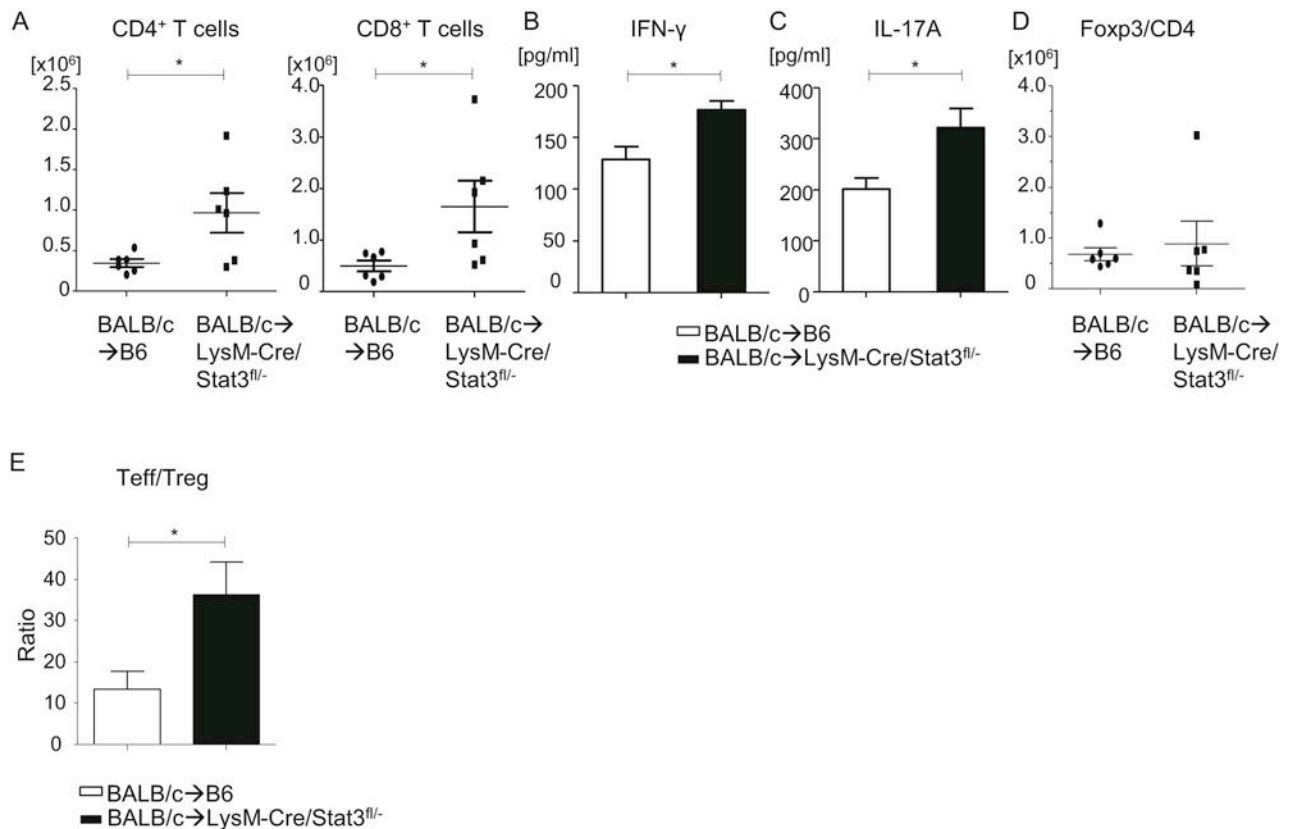 A
CD4+ T cells
[x10⁶]
*
2.5
2.0
1.5
1.0
0.5
0
BALB/c
→B6
BALB/c→
LysM-Cre/
Stat3fl/-
CD8+ T cells
[x10⁶]
*
4.0
3.0
2.0
1.0
0
BALB/c
→B6
BALB/c→
LysM-Cre/
Stat3fl/-
B
IFN-γ
[pg/ml]
*
200
150
100
50
0
C
IL-17A
[pg/ml]
*
400
300
200
100
0
BALB/c→B6
BALB/c→LysM-Cre/Stat3fl/-
D
Foxp3/CD4
[x10⁶]
4.0
3.0
2.0
1.0
0
BALB/c
→B6
BALB/c→
LysM-Cre/
Stat3fl/-
E
Teff/Treg
*
Ratio
50
40
30
20
10
0
BALB/c→B6
BALB/c→LysM-Cre/Stat3fl/-